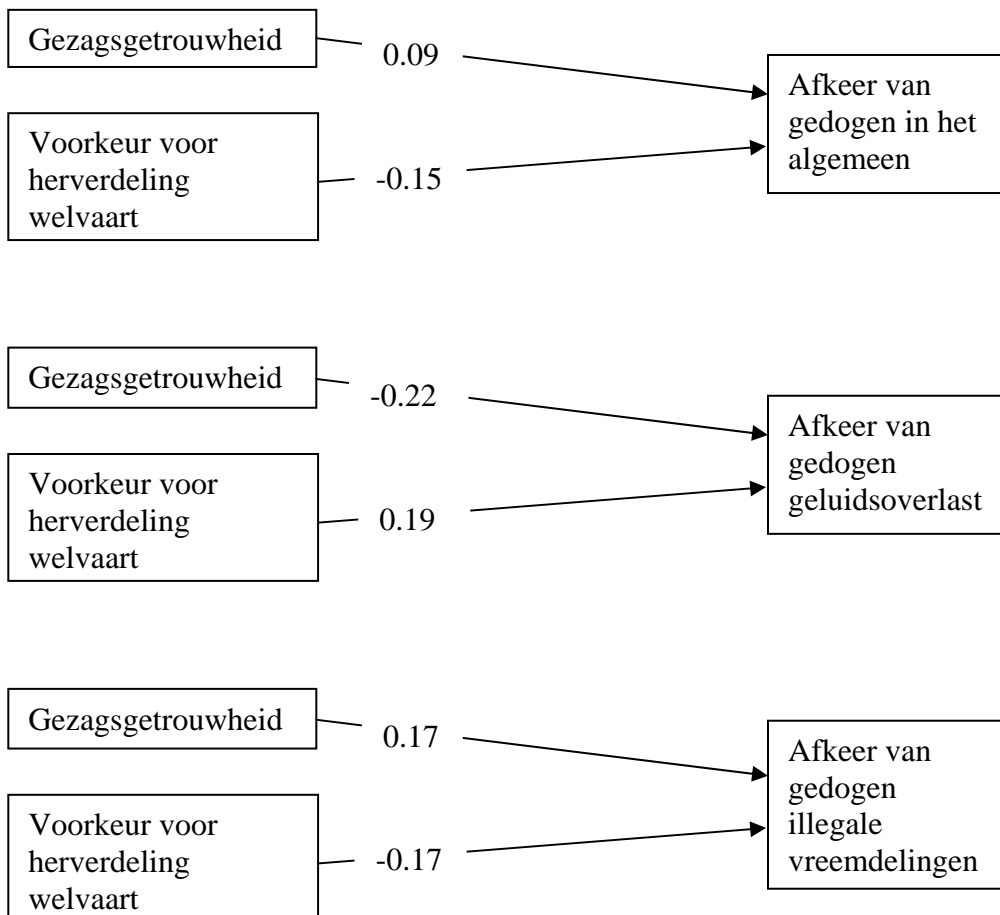 Gezagsgetrouwheid
0.09
Voorkeur voor
herverdeling
welvaart
-0.15
Afkeer van
gedogen in het
algemeen
Gezagsgetrouwheid
-0.22
Voorkeur voor
herverdeling
welvaart
0.19
Afkeer van
gedogen
geluidsoverlast
Gezagsgetrouwheid
0.17
Voorkeur voor
herverdeling
welvaart
-0.17
Afkeer van
gedogen
illegale
vreemdelingen